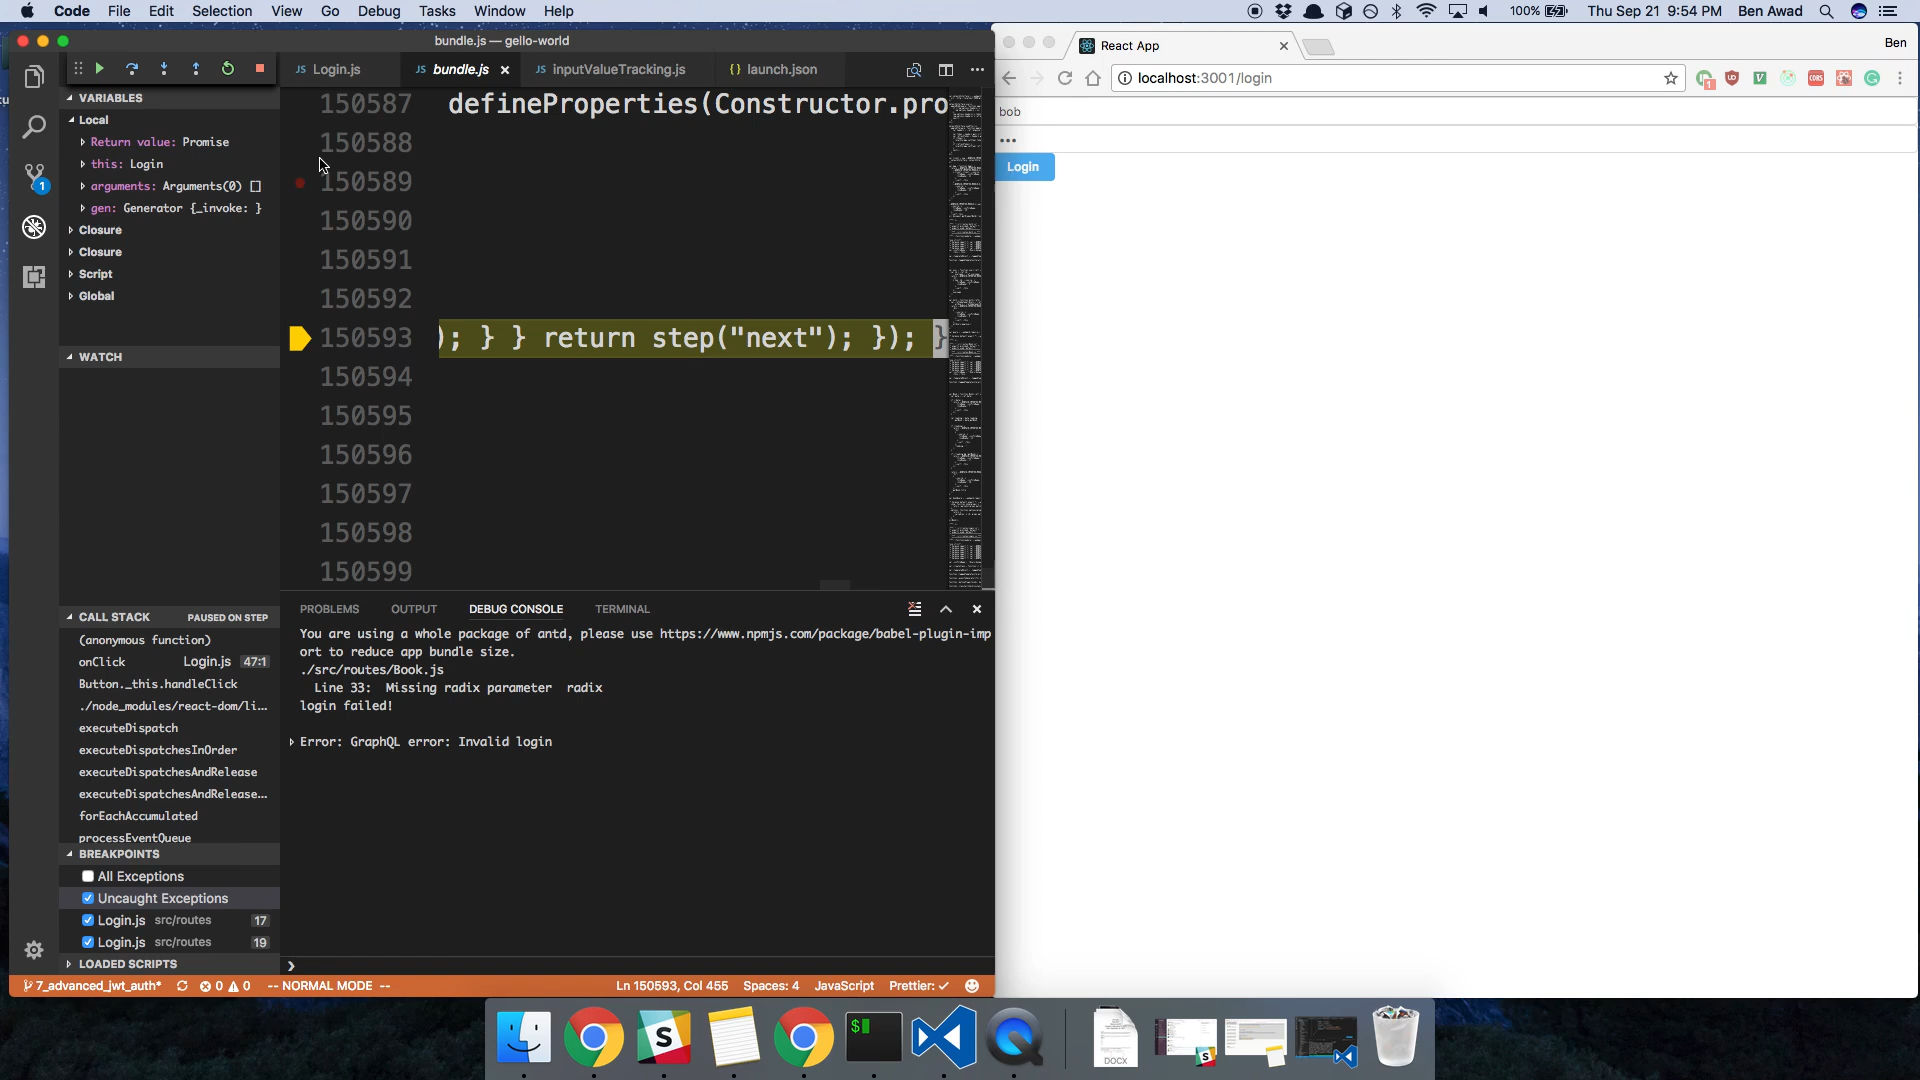 Code File Edit Selection View Go Debug Tasks Window Help
100% Thu Sep 21 9:54 PM Ben Awad
bundle.js — gello-world
JS Login.js JS bundle.js JS inputValueTracking.js {} launch.json
VARIABLES
Local
Return value: Promise
this: Login
arguments: Arguments(0) []
gen: Generator {_invoke: }
Closure
Closure
Script
Global
WATCH
CALL STACK PAUSED ON STEP
(anonymous function)
onClick Login.js 47:1
Button._this.handleClick
./node_modules/react-dom/li...
executeDispatch
executeDispatchesInOrder
executeDispatchesAndRelease
executeDispatchesAndRelease...
forEachAccumulated
processEventQueue
BREAKPOINTS
All Exceptions
Uncaught Exceptions
Login.js src/routes 17
Login.js src/routes 19
LOADED SCRIPTS
150587 defineProperties(Constructor.pro
150588
150589
150590
150591
150592
150593 ); } } return step("next"); }); }
150594
150595
150596
150597
150598
150599
PROBLEMS OUTPUT DEBUG CONSOLE TERMINAL
You are using a whole package of antd, please use https://www.npmjs.com/package/babel-plugin-imp
ort to reduce app bundle size.
./src/routes/Book.js
Line 33: Missing radix parameter radix
login failed!
Error: GraphQL error: Invalid login
7_advanced_jwt_auth* 0 0 -- NORMAL MODE -- Ln 150593, Col 455 Spaces: 4 JavaScript Prettier: ✓
React App
Ben
localhost:3001/login
bob
•••
Login
DOCX